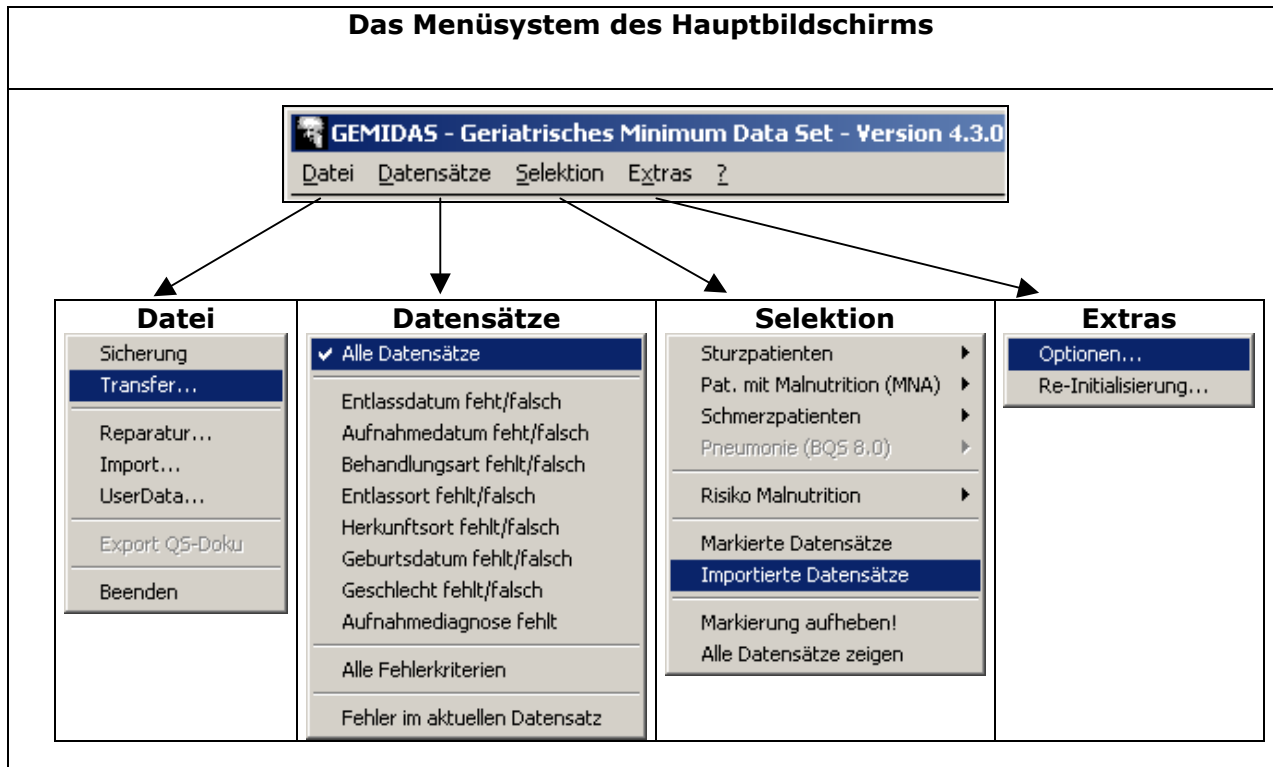 Das Menüsystem des Hauptbildschirms
GEMIDAS - Geriatrisches Minimum Data Set - Version 4.3.0
Datei Datensätze Selektion Extras ?
Datei
Sicherung
Transfer...
Reparatur...
Import...
UserData...
Export QS-Doku
Beenden
Datensätze
Alle Datensätze
Entlassdatum feht/falsch
Aufnahmedatum feht/falsch
Behandlungsart fehlt/falsch
Entlassort fehlt/falsch
Herkunftsort fehlt/falsch
Geburtsdatum fehlt/falsch
Geschlecht fehlt/falsch
Aufnahmediagnose fehlt
Alle Fehlerkriterien
Fehler im aktuellen Datensatz
Selektion
Sturzpatienten
Pat. mit Malnutrition (MNA)
Schmerzpatienten
Pneumonie (BQS 8.0)
Risiko Malnutrition
Markierte Datensätze
Importierte Datensätze
Markierung aufheben!
Alle Datensätze zeigen
Extras
Optionen...
Re-Initialisierung...